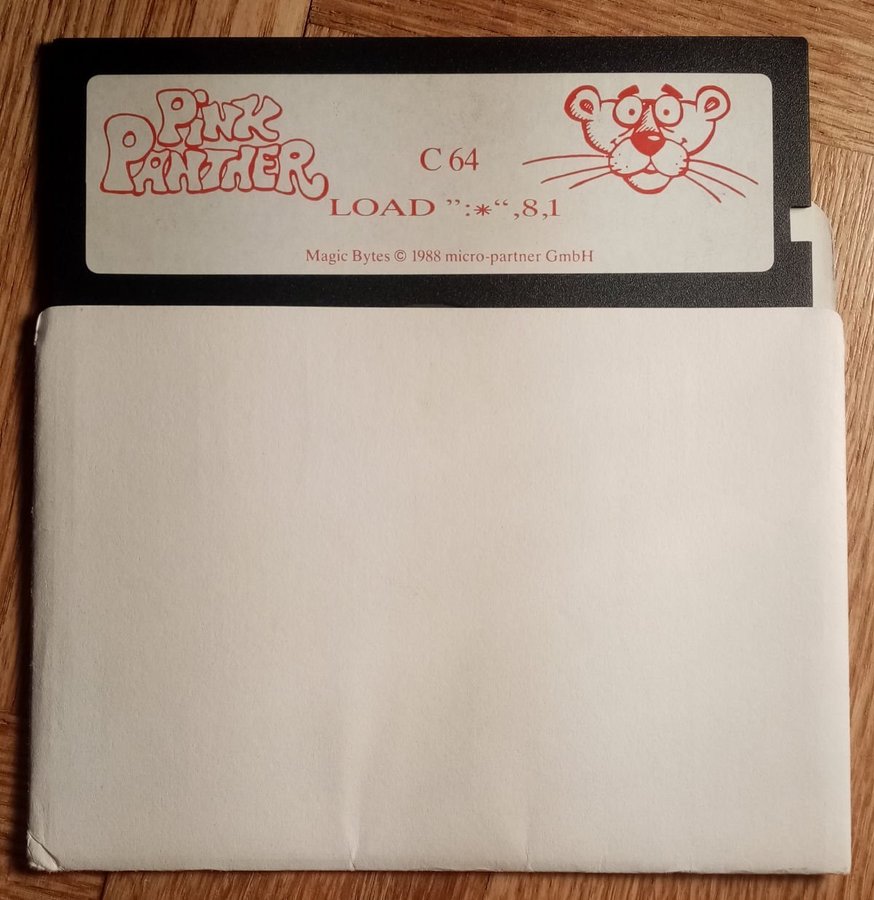 PiNK
PANTHER
C 64
LOAD ”:*“,8,1
Magic Bytes © 1988 micro-partner GmbH